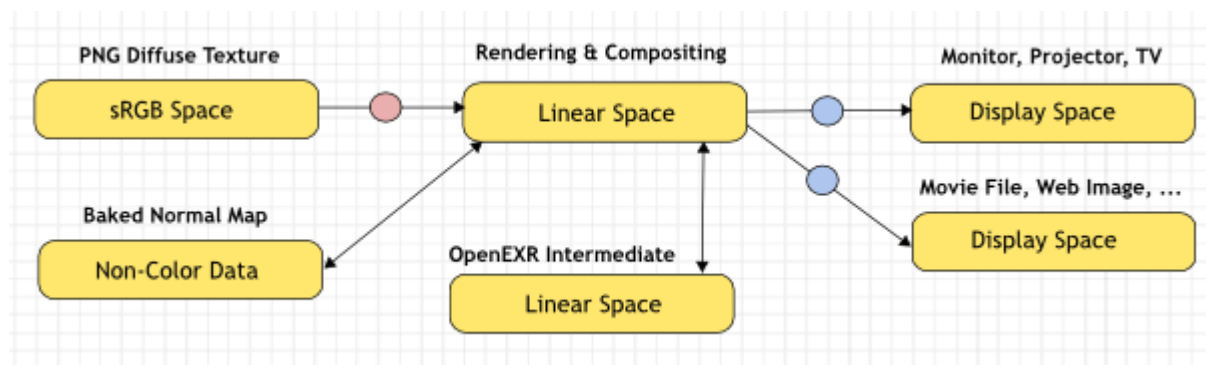 PNG Diffuse Texture
sRGB Space
Rendering & Compositing
Linear Space
Monitor, Projector, TV
Display Space
Movie File, Web Image, ...
Display Space
Baked Normal Map
Non-Color Data
OpenEXR Intermediate
Linear Space